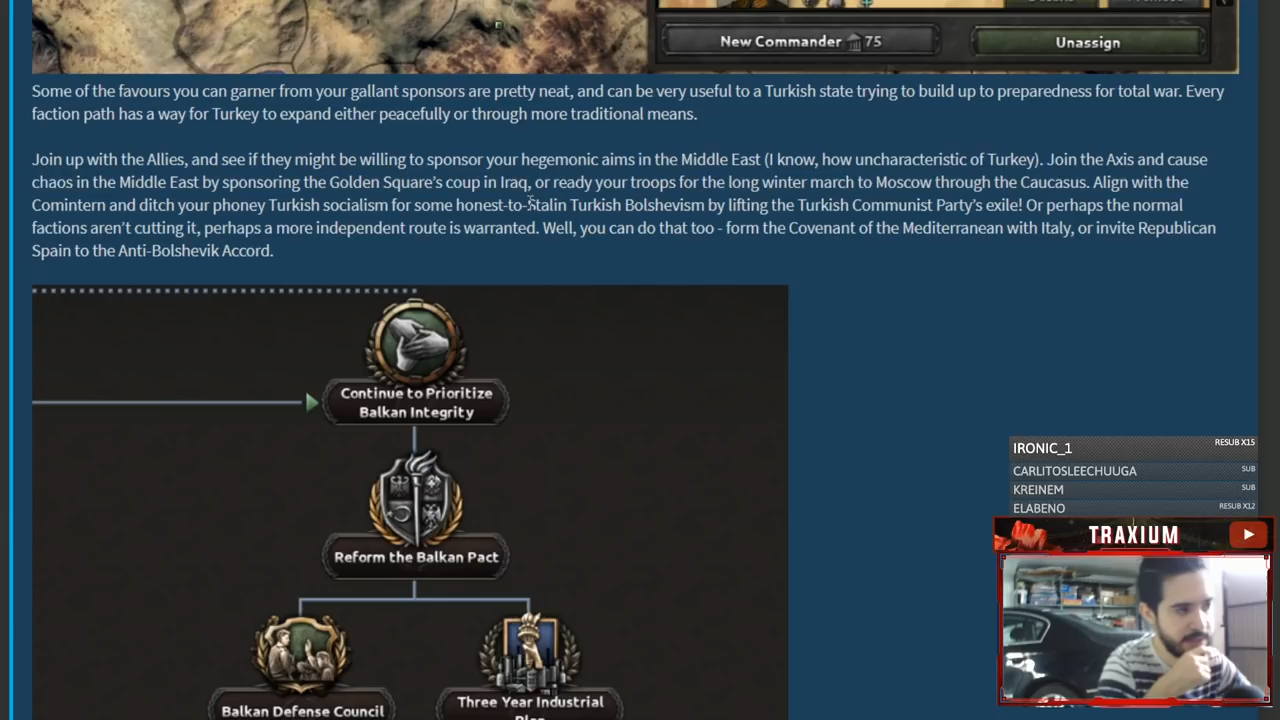 New Commander 75
Unassign
Some of the favours you can garner from your gallant sponsors are pretty neat, and can be very useful to a Turkish state trying to build up to preparedness for total war. Every
faction path has a way for Turkey to expand either peacefully or through more traditional means.
Join up with the Allies, and see if they might be willing to sponsor your hegemonic aims in the Middle East (I know, how uncharacteristic of Turkey). Join the Axis and cause
chaos in the Middle East by sponsoring the Golden Square's coup in Iraq, or ready your troops for the long winter march to Moscow through the Caucasus. Align with the
Comintern and ditch your phoney Turkish socialism for some honest-to-Stalin Turkish Bolshevism by lifting the Turkish Communist Party's exile! Or perhaps the normal
factions aren't cutting it, perhaps a more independent route is warranted. Well, you can do that too - form the Covenant of the Mediterranean with Italy, or invite Republican
Spain to the Anti-Bolshevik Accord.
Continue to Prioritize
Balkan Integrity
Reform the Balkan Pact
Balkan Defense Council
Three Year Industrial
Plan
IRONIC_1 RESUB X15
CARLITOSLEECHUUGA SUB
KREINEM SUB
ELABENO RESUB X12
TRAXIUM